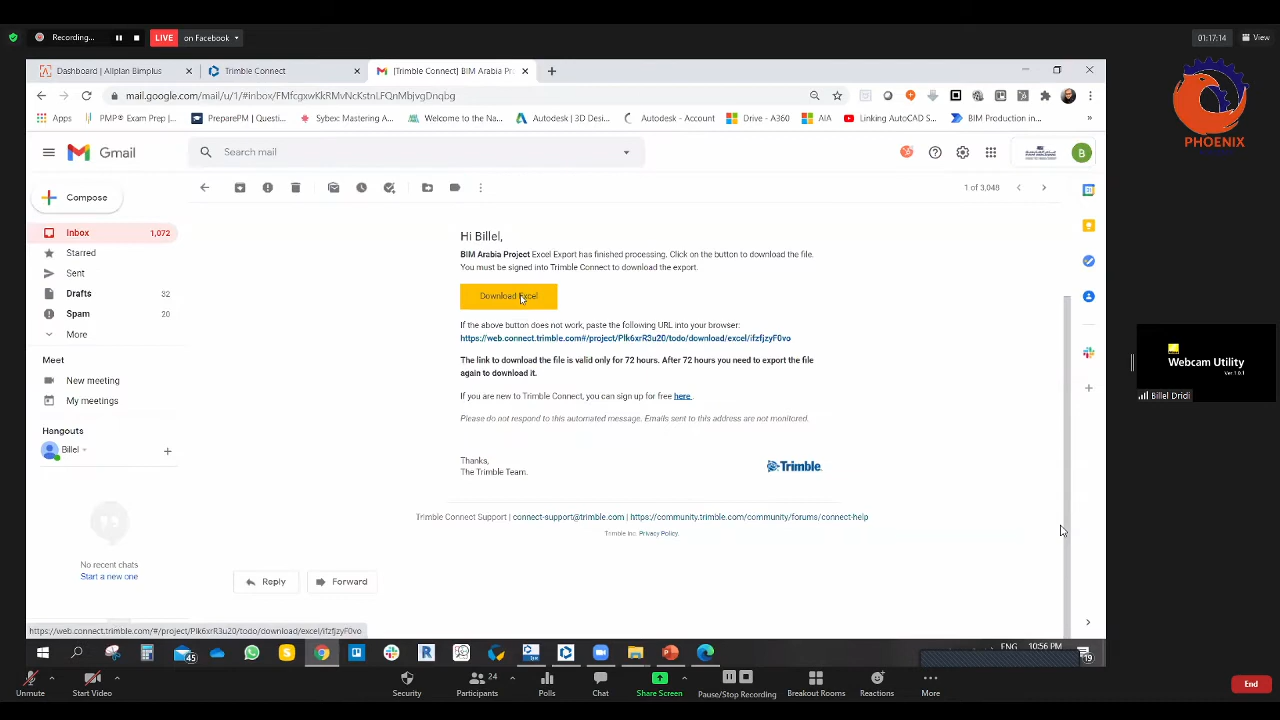 Recording...
LIVE
on Facebook
01:17:14
View
Dashboard | Allplan Bimplus
Trimble Connect
[Trimble Connect] BIM Arabia Pr
mail.google.com/mail/u/1/#inbox/FMfcgxwKkRMvNcKstnLFQnMbjvgDnqbg
Apps
PMP® Exam Prep |...
PreparePM | Quality...
Sybex Mastering A...
Welcome to the Na...
Autodesk | 3D Desi...
Autodesk - Account
Drive - A360
AIA
Linking AutoCAD S...
BIM Production in...
»
PHOENIX
Gmail
Search mail
B
Compose
1 of 3,048
Inbox 1,072
Starred
Sent
Drafts 32
Spam 20
More
Meet
New meeting
My meetings
Hangouts
Billel
No recent chats
Start a new one
Hi Billel,
BIM Arabia Project Excel Export has finished processing. Click on the button to download the file.
You must be signed into Trimble Connect to download the export.
Download Excel
If the above button does not work, paste the following URL into your browser:
https://web.connect.trimble.com#/project/Plk6xrR3u20/todo/download/excel/ifzfjzyF0vo
The link to download the file is valid only for 72 hours. After 72 hours you need to export the file
again to download it.
If you are new to Trimble Connect, you can sign up for free here.
Please do not respond to this automated message. Emails sent to this address are not monitored.
Thanks,
The Trimble Team.
Trimble.
Trimble Connect Support | connect-support@trimble.com | https://community.trimble.com/community/forums/connect-help
Trimble Inc. Privacy Policy.
Reply
Forward
https://web.connect.trimble.com/#/project/Plk6xrR3u20/todo/download/excel/ifzfjzyF0vo
Webcam Utility
Ver 1.0.1
Billel Dridi
45
ENG
10:56 PM
19
Unmute
Start Video
Security
Participants 24
Polls
Chat
Share Screen
Pause/Stop Recording
Breakout Rooms
Reactions
More
End